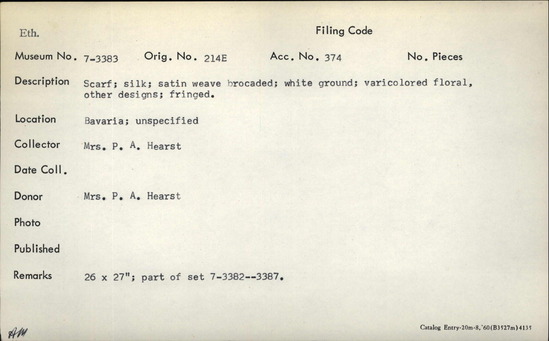 Eth.
Filing Code
Museum No. 7-3383 Orig. No. 214E Acc. No. 374 No. Pieces
Description Scarf; silk; satin weave brocaded; white ground; varicolored floral,
other designs; fringed.
Location Bavaria; unspecified
Collector Mrs. P. A. Hearst
Date Coll.
Donor Mrs. P. A. Hearst
Photo
Published
Remarks 26 x 27"; part of set 7-3382--3387.
Catalog Entry-20m-8,'60(B3527m)4135